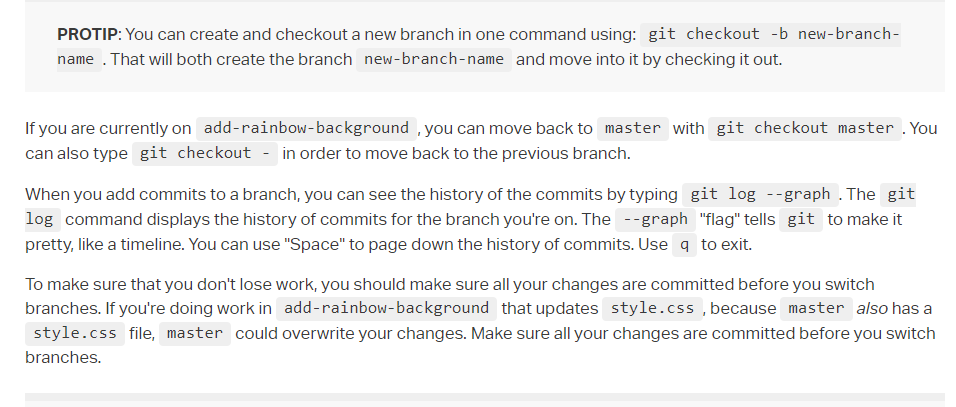 PROTIP: You can create and checkout a new branch in one command using: git checkout -b new-branch-
name . That will both create the branch new-branch-name and move into it by checking it out.
If you are currently on add-rainbow-background , you can move back to master with git checkout master . You
can also type git checkout - in order to move back to the previous branch.
When you add commits to a branch, you can see the history of the commits by typing git log --graph . The git
log command displays the history of commits for the branch you're on. The --graph "flag" tells git to make it
pretty, like a timeline. You can use "Space" to page down the history of commits. Use q to exit.
To make sure that you don't lose work, you should make sure all your changes are committed before you switch
branches. If you're doing work in add-rainbow-background that updates style.css , because master also has a
style.css file, master could overwrite your changes. Make sure all your changes are committed before you switch
branches.